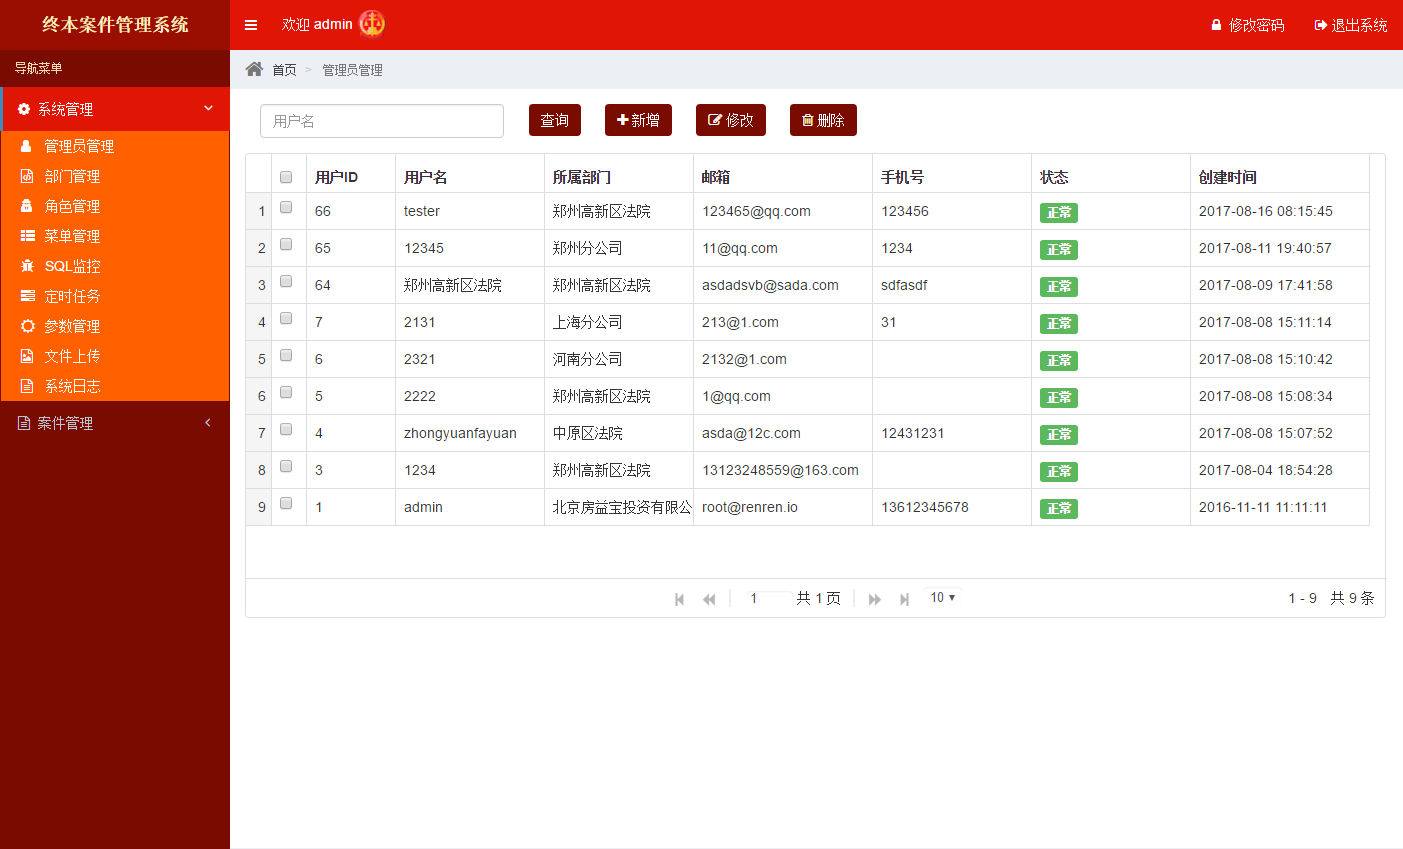 终本案件管理系统
欢迎 admin
修改密码
退出系统
导航菜单
首页 > 管理员管理
系统管理
管理员管理
部门管理
角色管理
菜单管理
SQL监控
定时任务
参数管理
文件上传
系统日志
案件管理
用户名
查询
新增
修改
删除
用户ID 用户名 所属部门 邮箱 手机号 状态 创建时间
1 66 tester 郑州高新区法院 123465@qq.com 123456 正常 2017-08-16 08:15:45
2 65 12345 郑州分公司 11@qq.com 1234 正常 2017-08-11 19:40:57
3 64 郑州高新区法院 郑州高新区法院 asdadsvb@sada.com sdfasdf 正常 2017-08-09 17:41:58
4 7 2131 上海分公司 213@1.com 31 正常 2017-08-08 15:11:14
5 6 2321 河南分公司 2132@1.com 正常 2017-08-08 15:10:42
6 5 2222 郑州高新区法院 1@qq.com 正常 2017-08-08 15:08:34
7 4 zhongyuanfayuan 中原区法院 asda@12c.com 12431231 正常 2017-08-08 15:07:52
8 3 1234 郑州高新区法院 13123248559@163.com 正常 2017-08-04 18:54:28
9 1 admin 北京房益宝投资有限公 root@renren.io 13612345678 正常 2016-11-11 11:11:11
1 共 1 页 10 1 - 9 共 9 条